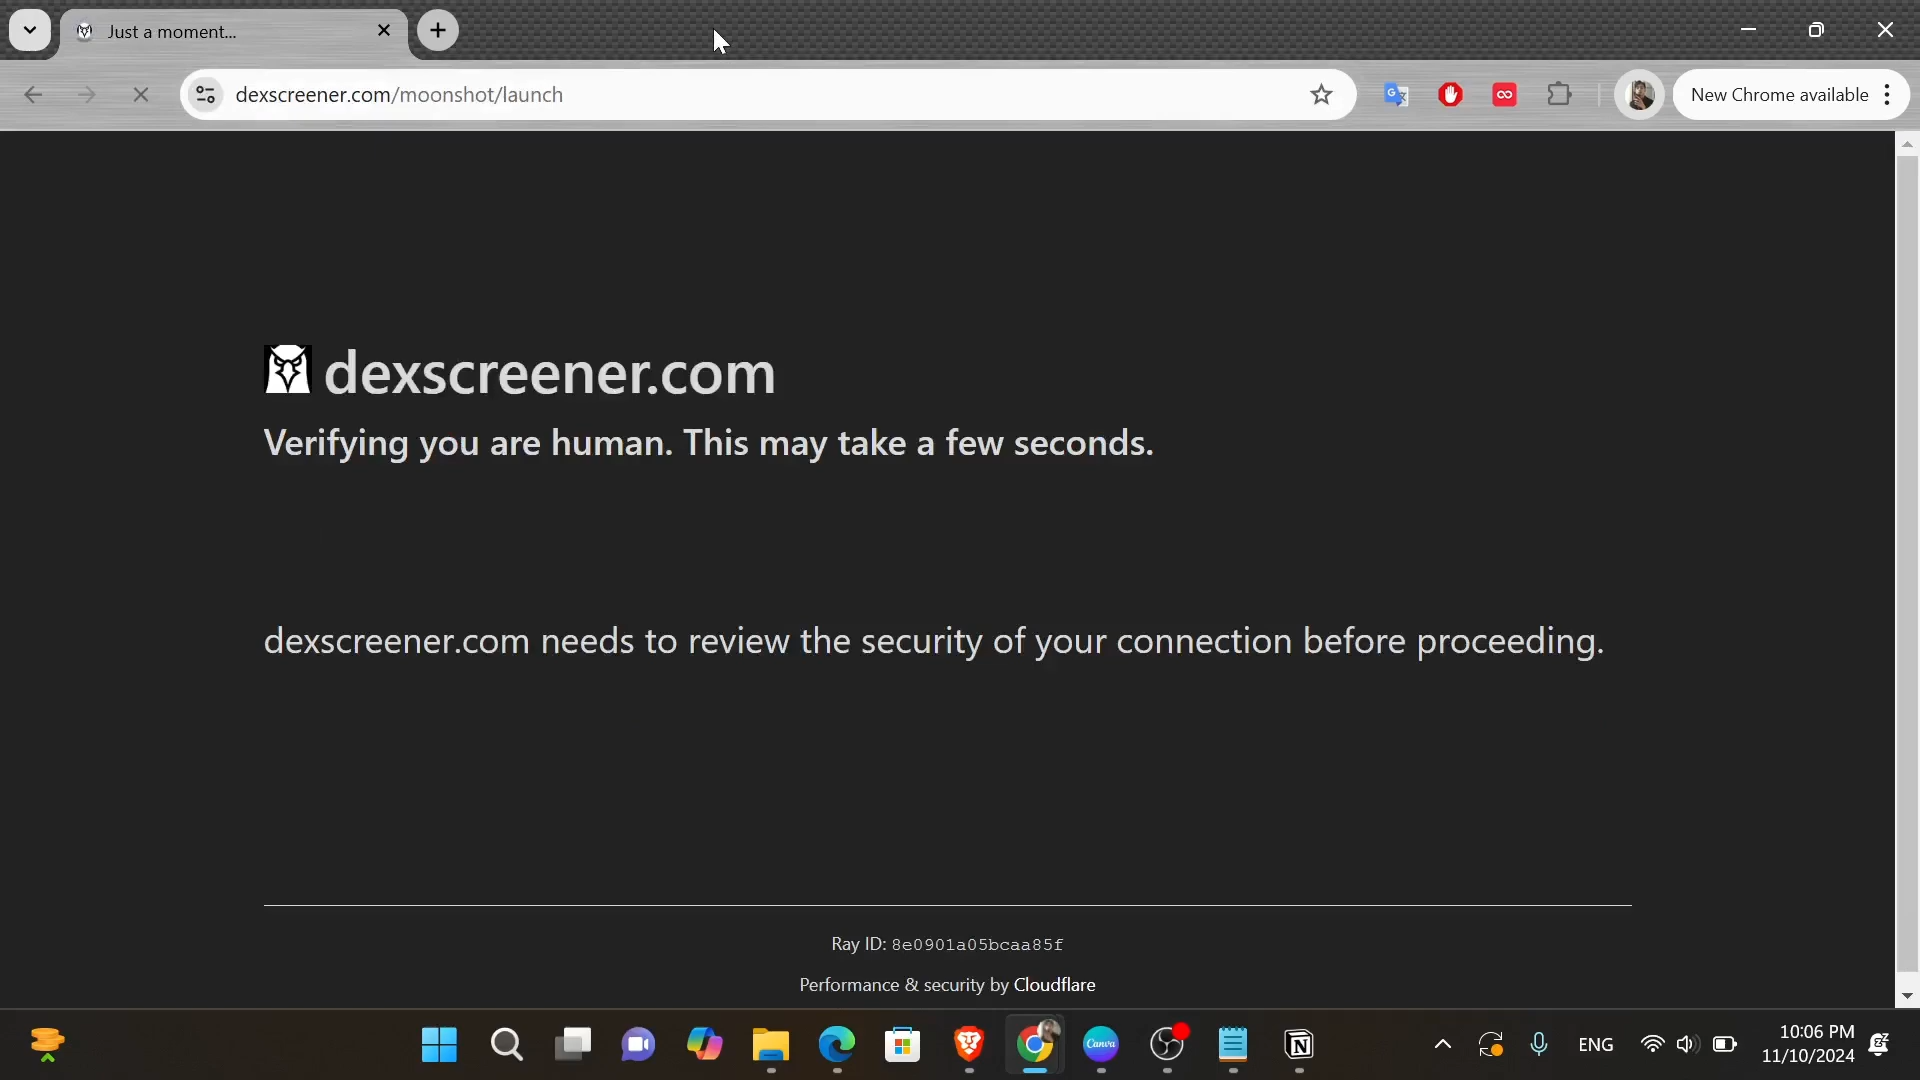 Just a moment...
dexscreener.com/moonshot/launch
New Chrome available
dexscreener.com
Verifying you are human. This may take a few seconds.
dexscreener.com needs to review the security of your connection before proceeding.
Ray ID: 8e0901a05bcaa85f
Performance & security by Cloudflare
Canva
ENG
10:06 PM
11/10/2024